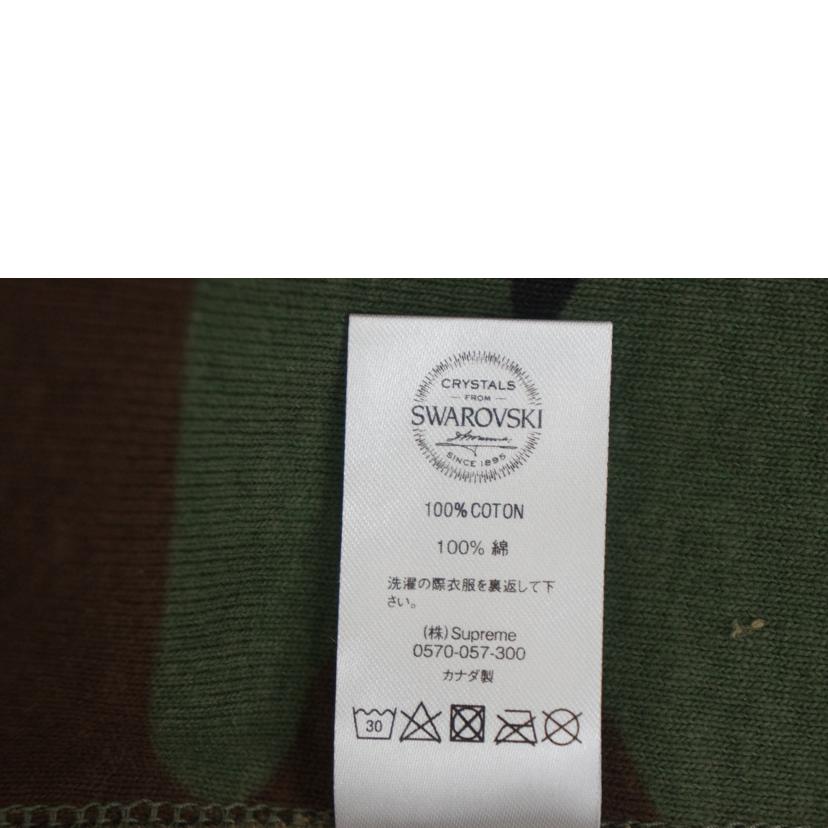 CRYSTALS
FROM
SWAROVSKI
SINCE 1895
100% COTON
100% 綿
洗濯の際衣服を裏返して下
さい。
(株) Supreme
0570-057-300
カナダ製
30